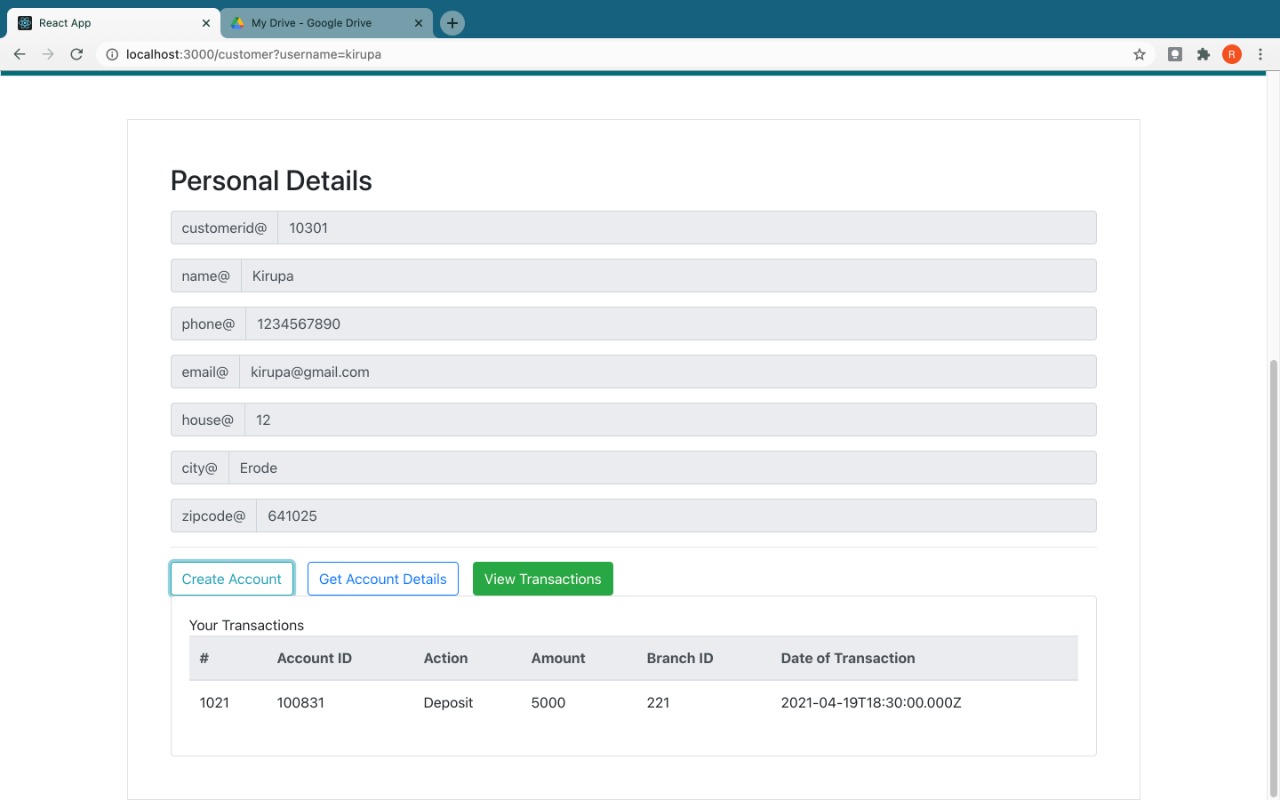 React App
My Drive - Google Drive
localhost:3000/customer?username=kirupa
R
Personal Details
customerid@ 10301
name@ Kirupa
phone@ 1234567890
email@ kirupa@gmail.com
house@ 12
city@ Erode
zipcode@ 641025
Create Account Get Account Details View Transactions
Your Transactions
# Account ID Action Amount Branch ID Date of Transaction
1021 100831 Deposit 5000 221 2021-04-19T18:30:00.000Z